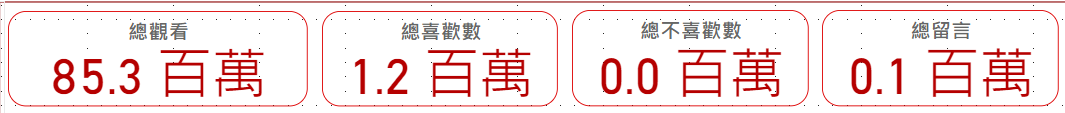 總觀看
85.3 百萬
總喜歡數
1.2 百萬
總不喜歡數
0.0 百萬
總留言
0.1 百萬